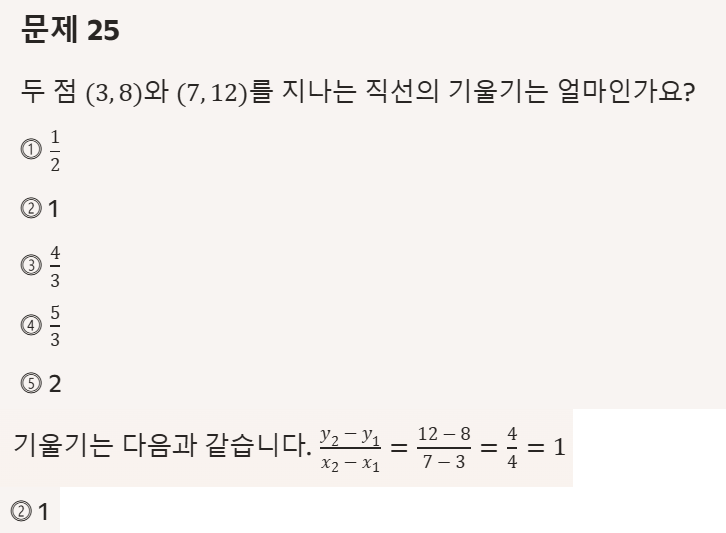 문제 25
두 점 (3, 8)와 (7, 12)를 지나는 직선의 기울기는 얼마인가요?
① 1/2
② 1
③ 4/3
④ 5/3
⑤ 2
기울기는 다음과 같습니다. (y₂ − y₁)/(x₂ − x₁) = (12 − 8)/(7 − 3) = 4/4 = 1
② 1